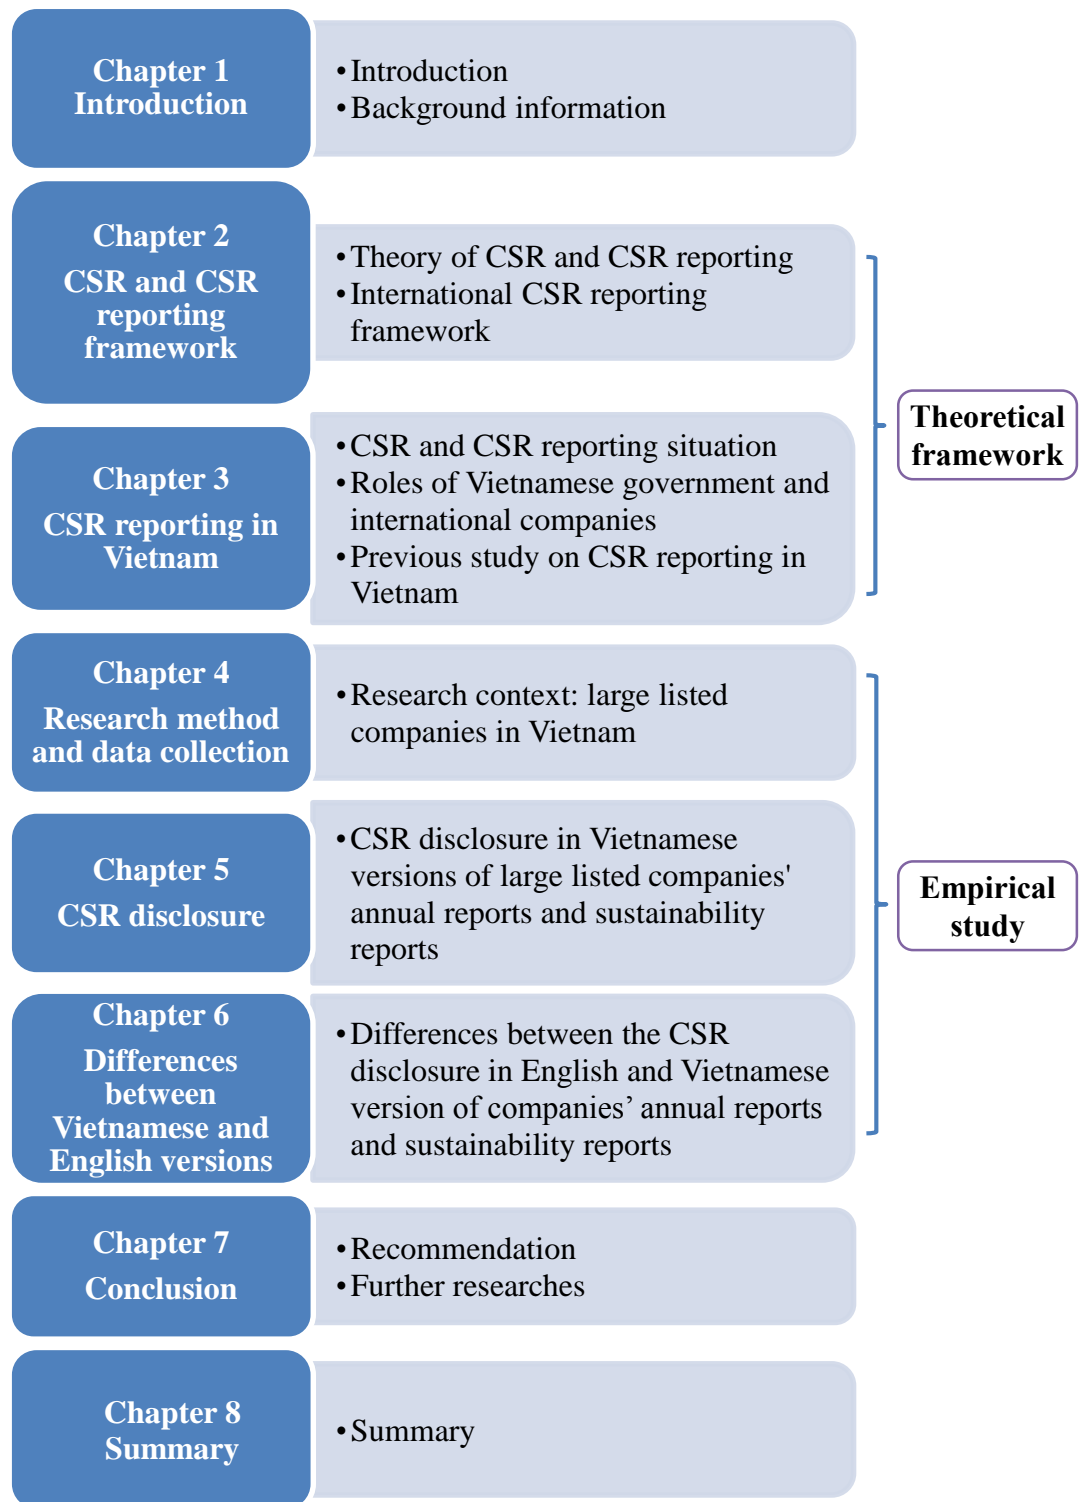 Chapter 1
Introduction
•Introduction
•Background information
Chapter 2
CSR and CSR
reporting
framework
•Theory of CSR and CSR reporting
•International CSR reporting
framework
Chapter 3
CSR reporting in
Vietnam
•CSR and CSR reporting situation
•Roles of Vietnamese government and
international companies
•Previous study on CSR reporting in
Vietnam
Theoretical
framework
Chapter 4
Research method
and data collection
•Research context: large listed
companies in Vietnam
Chapter 5
CSR disclosure
•CSR disclosure in Vietnamese
versions of large listed companies'
annual reports and sustainability
reports
Empirical
study
Chapter 6
Differences
between
Vietnamese and
English versions
•Differences between the CSR
disclosure in English and Vietnamese
version of companies’ annual reports
and sustainability reports
Chapter 7
Conclusion
•Recommendation
•Further researches
Chapter 8
Summary
•Summary